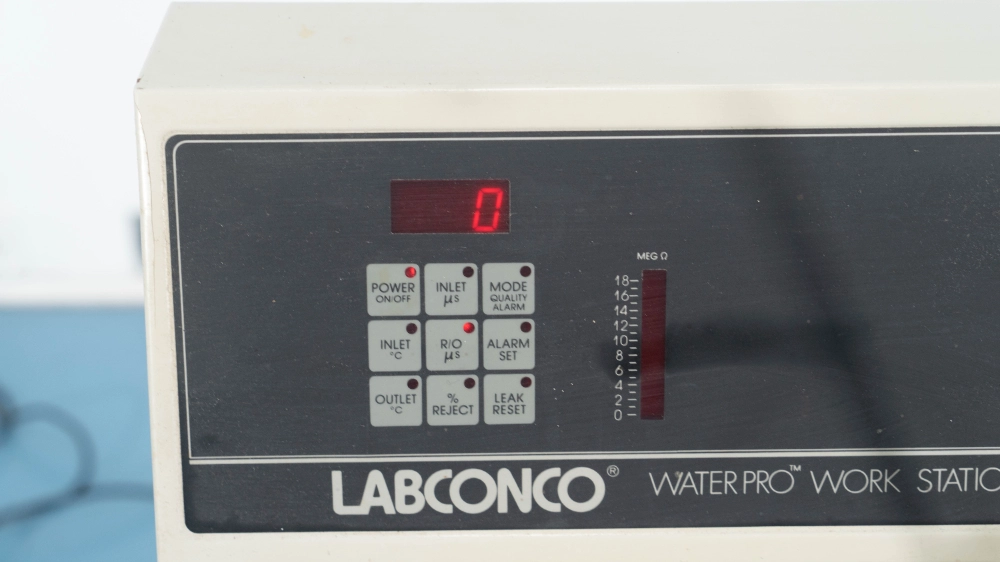 0
POWER
ON/OFF
INLET
µS
MODE
QUALITY
ALARM
INLET
°C
R/O
µS
ALARM
SET
OUTLET
°C
%
REJECT
LEAK
RESET
MEG Ω
18
16
14
12
10
8
6
4
2
0
LABCONCO®
WATER PRO™ WORK STATIO